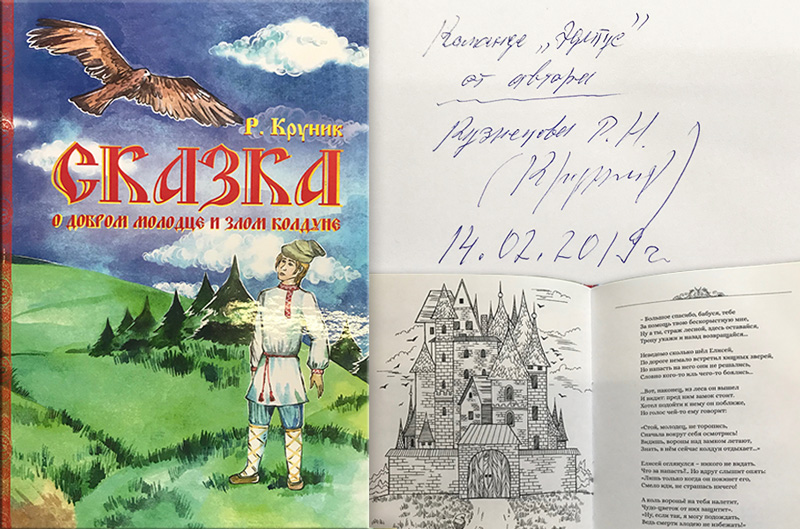 Р. Круник
СКАЗКА
О ДОБРОМ МОЛОДЦЕ И ЗЛОМ КОЛДУНЕ
Команде „Эдитус"
от автора
Кузнецова Р. Н.
14.02.2019 г.
– Большое спасибо, бабуся, тебе
За помощь твою бескорыстную мне,
Ну а ты, страж лесной, здесь оставайся,
Трону укажи и назад возвращайся...
Неведомо сколько шёл Елисей,
По дороге немало встретил хищных зверей,
Но напасть на него они не решались,
Словно кого-то иль чего-то боялись...
...Вот, наконец, из леса он вышел
И видит: пред ним замок стоит.
Хотел подойти к нему он поближе,
Но голос чей-то ему говорит:
«Стой, молодец, не торопись,
Сначала вокруг себя осмотрись!
Видишь, вороны над замком летают,
Знать, в нём сейчас колдун отдыхает...»
Елисей оглянулся – никого не видать.
Что за напасть!.. Но вдруг слышит опять:
«Лишь только когда он покинет его,
Смело иди, не страшась ничего!
А коль вороньё на тебя налетит,
Чудо-цветок от них защитит».
«Ну, если так, я могу подождать,
Ведь смерти злодею не избежать!»